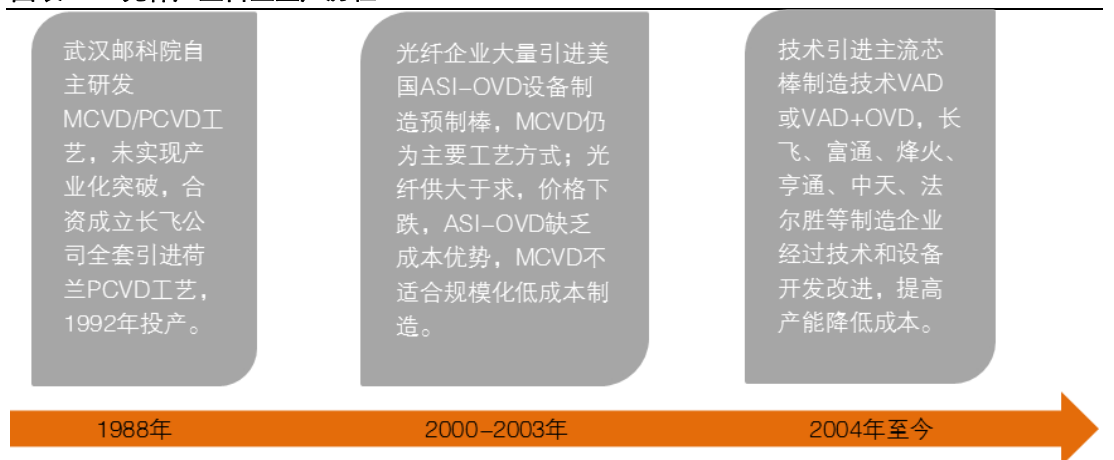 武汉邮科院自
主研发
MCVD/PCVD工
艺，未实现产
业化突破，合
资成立长飞公
司全套引进荷
兰PCVD工艺，
1992年投产。
光纤企业大量引进美
国ASI-OVD设备制
造预制棒，MCVD仍
为主要工艺方式；光
纤供大于求，价格下
跌，ASI-OVD缺乏
成本优势，MCVD不
适合规模化低成本制
造。
技术引进主流芯
棒制造技术VAD
或VAD+OVD，长
飞、富通、烽火、
亨通、中天、法
尔胜等制造企业
经过技术和设备
开发改进，提高
产能降低成本。
1988年
2000-2003年
2004年至今